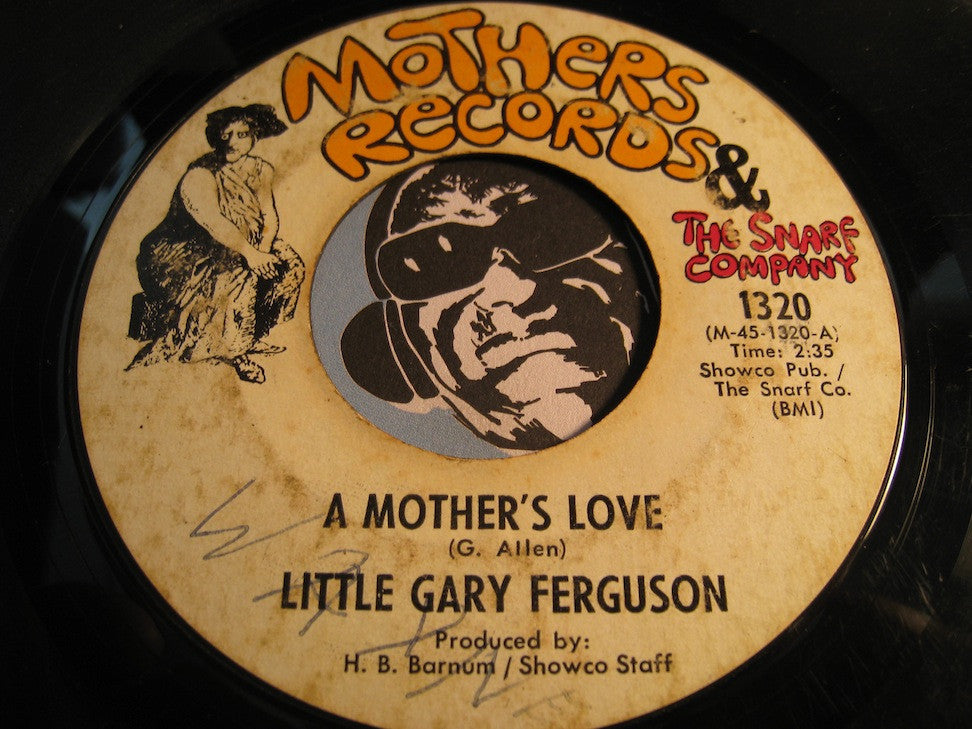 MOTHERS
RECORDS &
THE SNARF
COMPANY
1320
(M-45-1320-A)
Time: 2:35
Showco Pub. /
The Snarf Co.
(BMI)
A MOTHER'S LOVE
(G. Allen)
LITTLE GARY FERGUSON
Produced by:
H. B. Barnum / Showco Staff